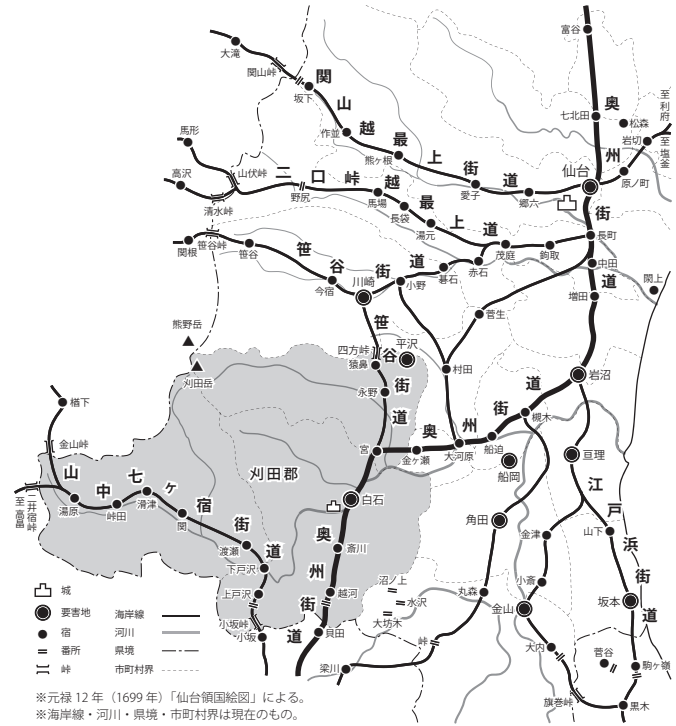 富谷
大滝
関山峠
坂下
関山越最上街道
作並
熊ヶ根
愛子
郷六
七北田
松森
岩切
至利府
至塩釜
奥州街道
仙台
原ノ町
馬形
高沢
山伏峠
清水峠
二口峠越最上道
野尻
馬場
長袋
湯元
茂庭
鉤取
長町
中田
増田
閖上
関根
笹谷峠
笹谷
笹谷街道
今宿
川崎
小野
碁石
赤石
菅生
村田
熊野岳
刈田岳
四方峠
猿鼻
平沢
笹谷街道
永野
宮
金ヶ瀬
奥州街道
大河原
船迫
船岡
槻木
岩沼
亘理
江戸浜街道
楢下
金山峠
二井宿峠
至高畠
山中七ヶ宿街道
湯原
峠田
滑津
関
渡瀬
下戸沢
上戸沢
小坂峠
小坂
刈田郡
白石
奥州街道
斎川
越河
貝田
沼ノ上
水沢
大坊木
角田
丸森
峠
梁川
金津
小斎
金山
大内
旗巻峠
山下
坂本
菅谷
駒ヶ嶺
黒木
城
要害地
宿
番所
峠
海岸線
河川
県境
市町村界
※元禄 12 年（1699 年）「仙台領国絵図」による。
※海岸線・河川・県境・市町村界は現在のもの。